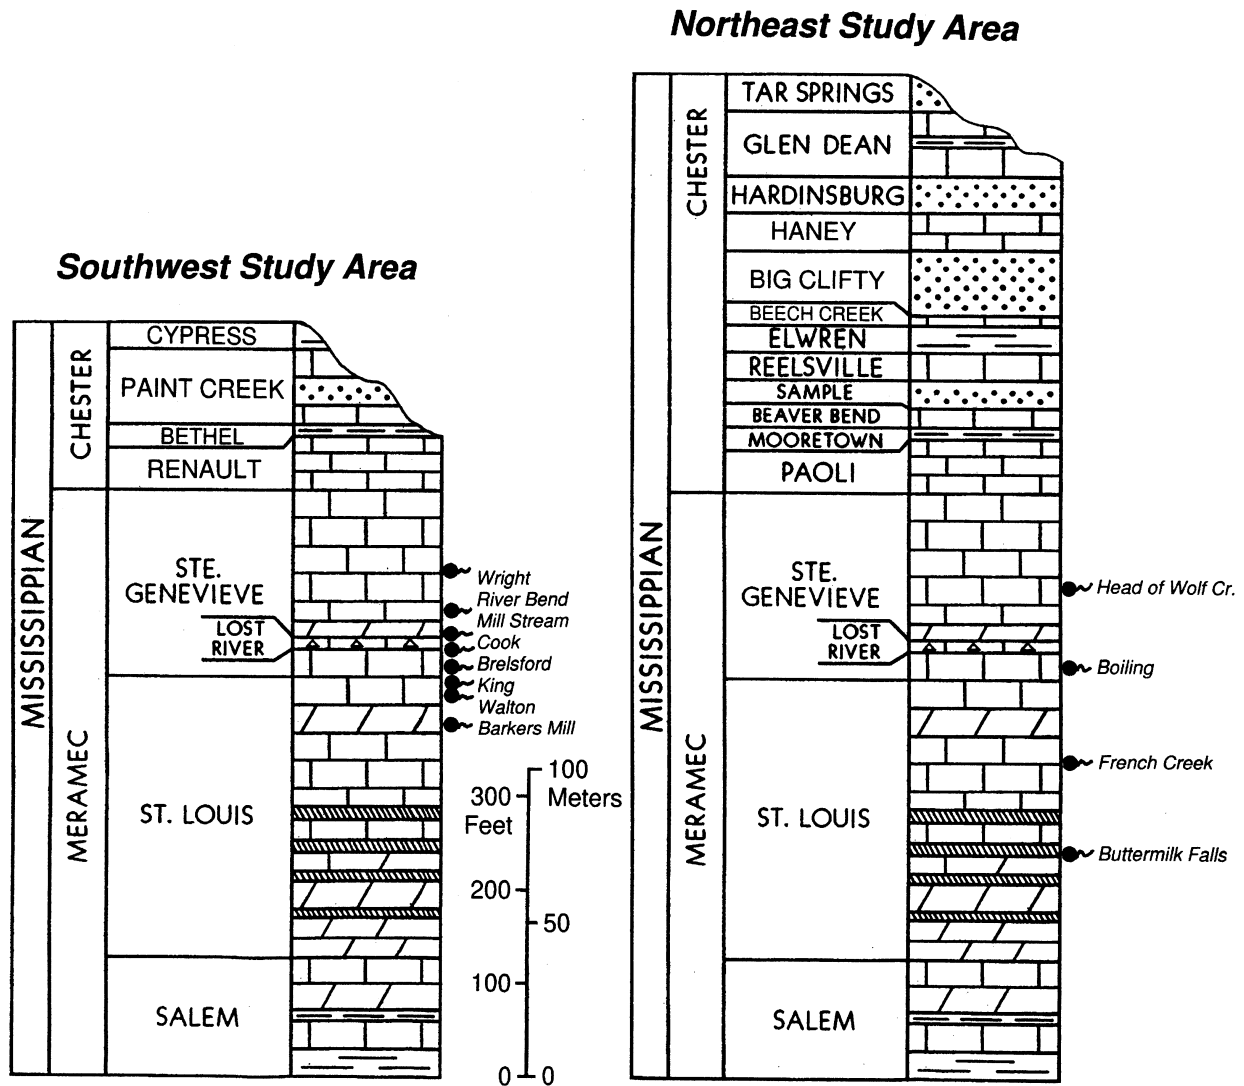 Northeast Study Area
TAR SPRINGS
GLEN DEAN
CHESTER
HARDINSBURG
HANEY
BIG CLIFTY
BEECH CREEK
ELWREN
REELSVILLE
SAMPLE
BEAVER BEND
MOORETOWN
PAOLI
MISSISSIPPIAN
STE.
GENEVIEVE
LOST
RIVER
MERAMEC
ST. LOUIS
SALEM
Head of Wolf Cr.
Boiling
French Creek
Buttermilk Falls
Southwest Study Area
CYPRESS
CHESTER
PAINT CREEK
BETHEL
RENAULT
MISSISSIPPIAN
STE.
GENEVIEVE
LOST
RIVER
MERAMEC
ST. LOUIS
SALEM
Wright
River Bend
Mill Stream
Cook
Brelsford
King
Walton
Barkers Mill
100
300 Meters
Feet
200
50
100
0 0